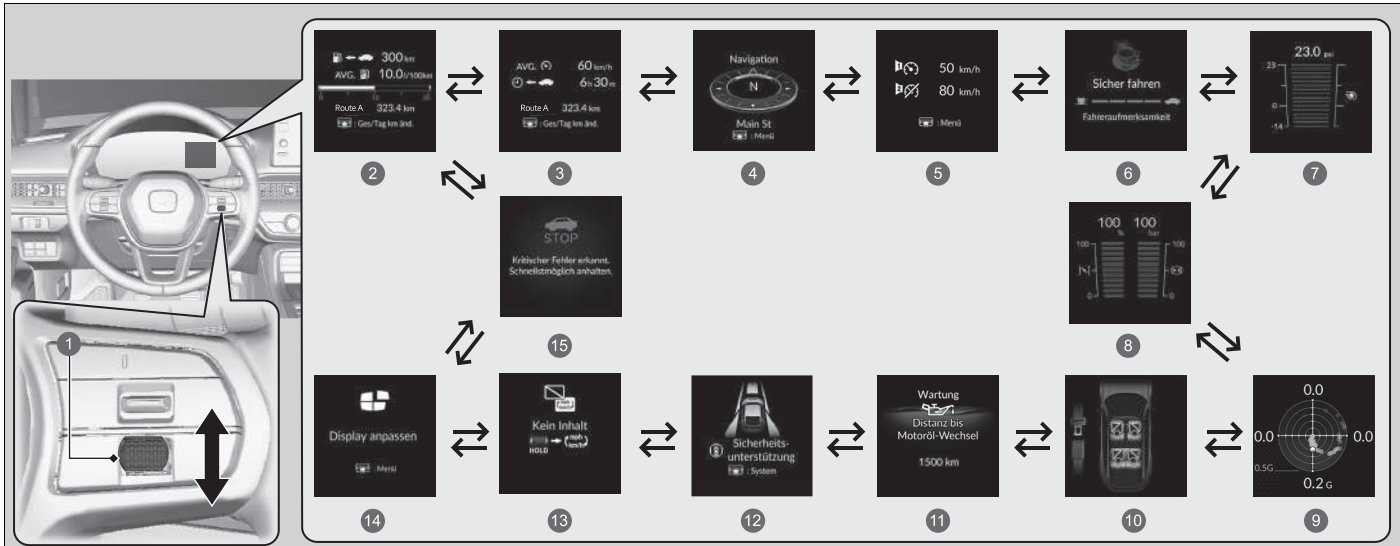 300 km
AVG. 10.0 l/100km
Route A 323.4 km
: Ges/Tag km änd.
2
AVG. 60 km/h
6h 30m
Route A 323.4 km
: Ges/Tag km änd.
3
Navigation
N
Main St
: Menü
4
50 km/h
80 km/h
: Menü
5
Sicher fahren
Fahreraufmerksamkeit
6
23.0 psi
23
0
-14
7
STOP
Kritischer Fehler erkannt.
Schnellstmöglich anhalten.
15
100 100
% bar
100 100
0 0
8
1
Display anpassen
: Menü
14
mph
km/h
Kein Inhalt
HOLD mph
km/h
13
Sicherheits-
unterstützung
: System
12
Wartung
Distanz bis
Motoröl-Wechsel
1500 km
11
10
0.0
0.0 0.0
0.5G
0.2 G
9